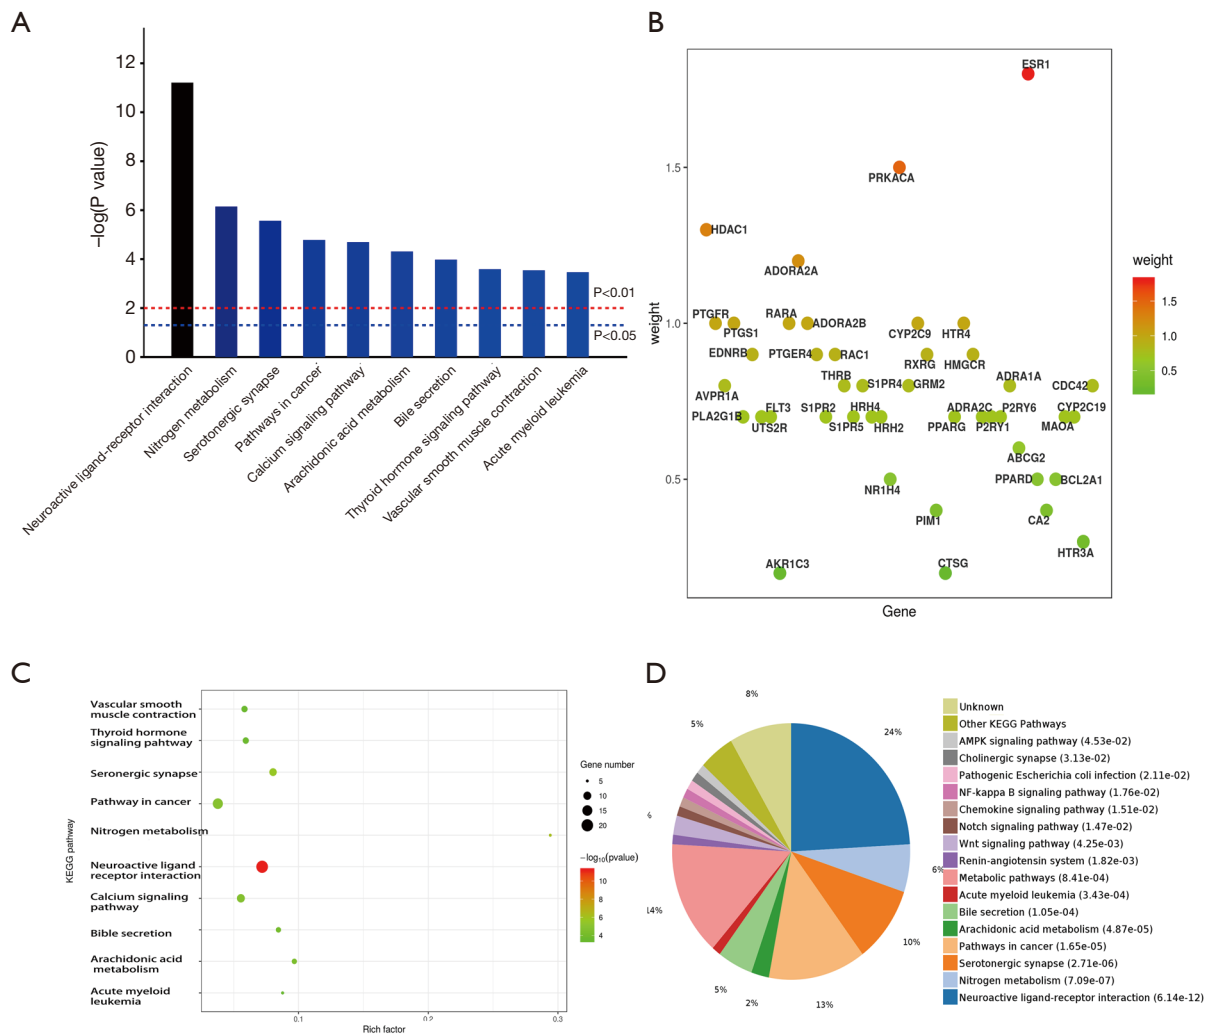 A
12
10
8
6
4
2
0
–log(P value)
P<0.01
P<0.05
Neuroactive ligand–receptor interaction
Nitrogen metabolism
Serotonergic synapse
Pathways in cancer
Calcium signaling pathway
Arachidonic acid metabolism
Bile secretion
Thyroid hormone signaling pathway
Vascular smooth muscle contraction
Acute myeloid leukemia
B
ESR1
1.5
PRKACA
HDAC1
ADORA2A
PTGFR
PTGS1
RARA
ADORA2B
CYP2C9
HTR4
1.0
weight
EDNRB
PTGER4
RAC1
RXRG
HMGCR
AVPR1A
THRB
S1PR4
GRM2
ADRA1A
CDC42
PLA2G1B
UTS2R
FLT3
S1PR2
S1PR5
HRH4
HRH2
PPARG
ADRA2C
P2RY1
P2RY6
MAOA
CYP2C19
ABCG2
0.5
NR1H4
PPARD
BCL2A1
PIM1
CA2
HTR3A
AKR1C3
CTSG
Gene
weight
1.5
1.0
0.5
C
Vascular smooth
muscle contraction
Thyroid hormone
signaling pahtway
Seronergic synapse
Pathway in cancer
Nitrogen metabolism
Neuroactive ligand
receptor interaction
Calcium signaling
pathway
Bible secretion
Arachidonic acid
metabolism
Acute myeloid
leukemia
KEGG pathway
0.1
0.2
0.3
Rich factor
Gene number
5
10
15
20
−log10(pvalue)
10
8
6
4
D
8%
5%
24%
%
6%
14%
10%
5%
2%
13%
Unknown
Other KEGG Pathways
AMPK signaling pathway (4.53e-02)
Cholinergic synapse (3.13e-02)
Pathogenic Escherichia coli infection (2.11e-02)
NF-kappa B signaling pathway (1.76e-02)
Chemokine signaling pathway (1.51e-02)
Notch signaling pathway (1.47e-02)
Wnt signaling pathway (4.25e-03)
Renin-angiotensin system (1.82e-03)
Metabolic pathways (8.41e-04)
Acute myeloid leukemia (3.43e-04)
Bile secretion (1.05e-04)
Arachidonic acid metabolism (4.87e-05)
Pathways in cancer (1.65e-05)
Serotonergic synapse (2.71e-06)
Nitrogen metabolism (7.09e-07)
Neuroactive ligand-receptor interaction (6.14e-12)